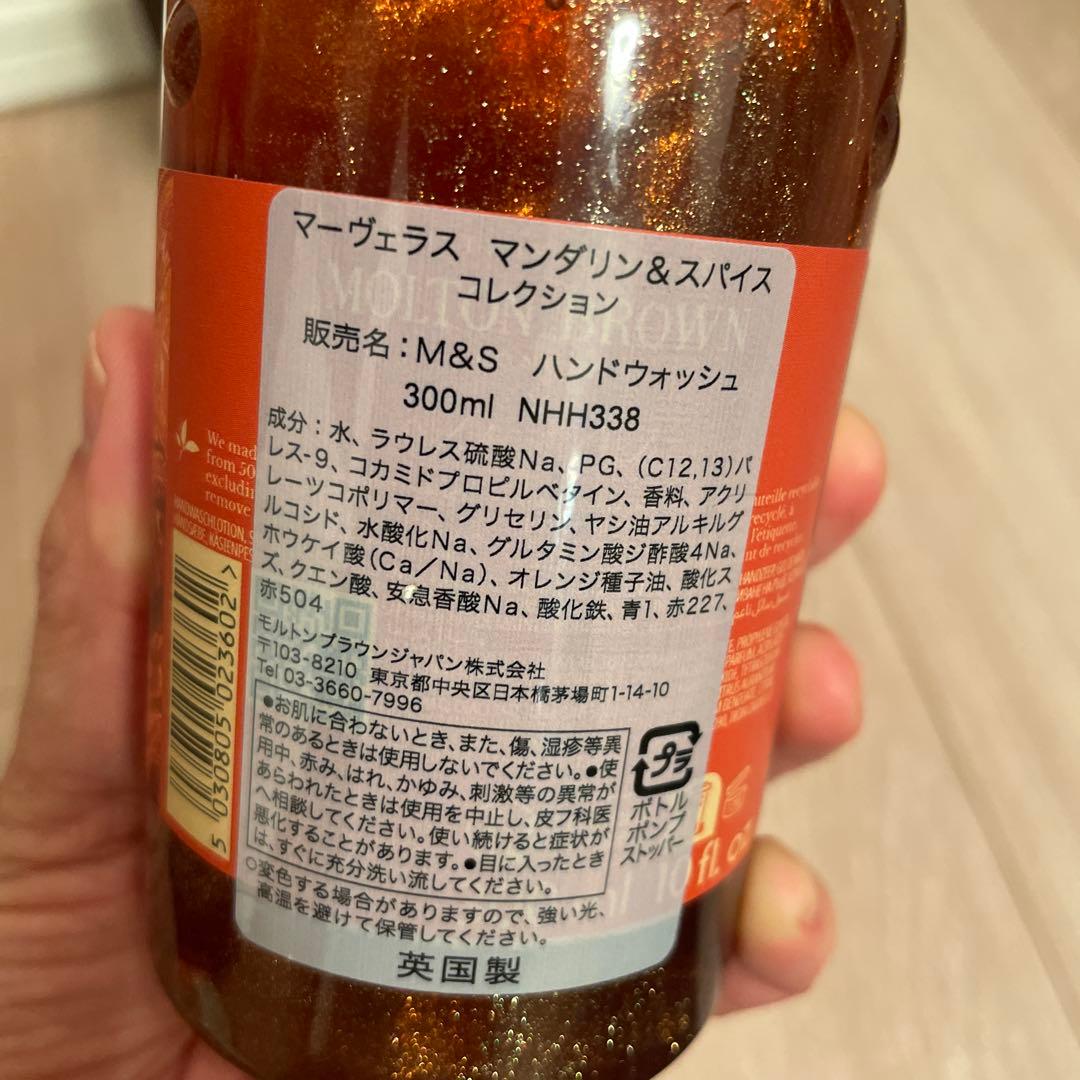 マーヴェラス マンダリン&スパイス
コレクション
MOLTON BROWN
販売名:M&S ハンドウォッシュ
300ml NHH338
成分:水、ラウレス硫酸Na、PG、(C12,13)パ
レス-9、コカミドプロピルベタイン、香料、アクリ
レーツコポリマー、グリセリン、ヤシ油アルキルグ
ルコシド、水酸化Na、グルタミン酸ジ酢酸4Na、
ホウケイ酸(Ca/Na)、オレンジ種子油、酸化ス
ズ、クエン酸、安息香酸Na、酸化鉄、青1、赤227、
赤504
モルトンブラウンジャパン株式会社
〒103-8210 東京都中央区日本橋茅場町1-14-10
Tel 03-3660-7996
●お肌に合わないとき、また、傷、湿疹等異
常のあるときは使用しないでください。●使
用中、赤み、はれ、かゆみ、刺激等の異常が
あらわれたときは使用を中止し、皮フ科医
へ相談してください。使い続けると症状が
悪化することがあります。●目に入ったとき
は、すぐに充分洗い流してください。
○変色する場合がありますので、強い光、
高温を避けて保管してください。
英国製
プラ
ボトル
ポンプ
ストッパー
We mad
from 50
excludin
remove
HANDWASCHLOTION,
5 030805 023602 >
outeille recyclab
recyclé, à
l'étiquette.
nt de recycler
fl. oz